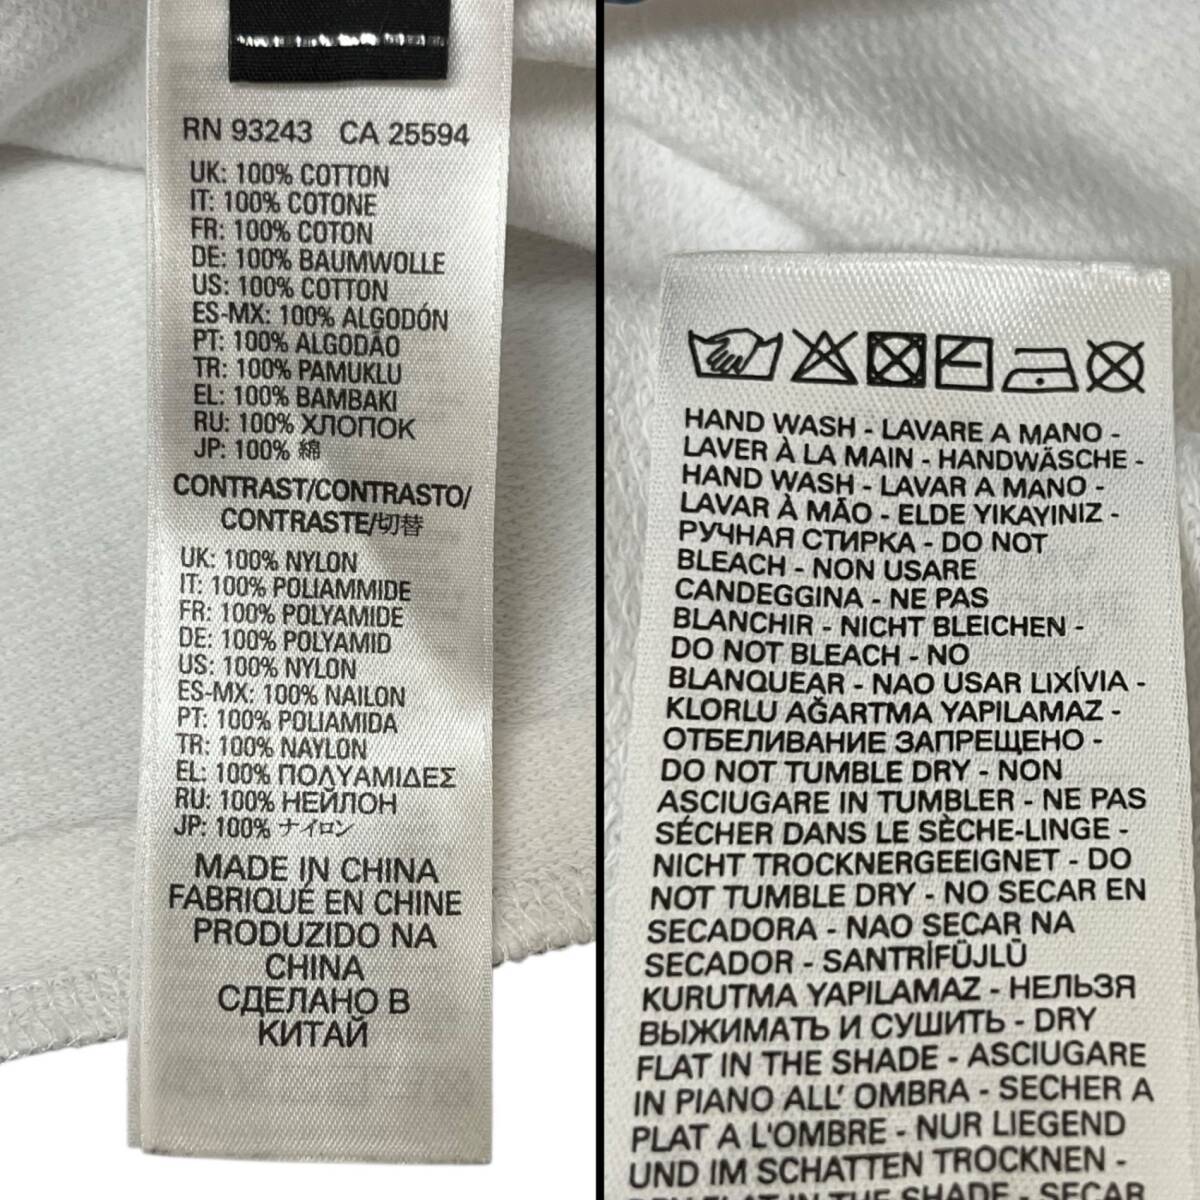 RN 93243 CA 25594
UK: 100% COTTON
IT: 100% COTONE
FR: 100% COTON
DE: 100% BAUMWOLLE
US: 100% COTTON
ES-MX: 100% ALGODÓN
PT: 100% ALGODÃO
TR: 100% PAMUKLU
EL: 100% BAMBAKI
RU: 100% ХЛОПОК
JP: 100% 綿
CONTRAST/CONTRASTO/
CONTRASTE/切替
UK: 100% NYLON
IT: 100% POLIAMMIDE
FR: 100% POLYAMIDE
DE: 100% POLYAMID
US: 100% NYLON
ES-MX: 100% NAILON
PT: 100% POLIAMIDA
TR: 100% NAYLON
EL: 100% ΠΟΛΥΑΜΙΔΕΣ
RU: 100% НЕЙЛОН
JP: 100% ナイロン
MADE IN CHINA
FABRIQUÉ EN CHINE
PRODUZIDO NA
CHINA
СДЕЛАНО В
КИТАЙ
HAND WASH - LAVARE A MANO -
LAVER À LA MAIN - HANDWÄSCHE -
HAND WASH - LAVAR A MANO -
LAVAR À MÃO - ELDE YIKAYINIZ -
РУЧНАЯ СТИРКА - DO NOT
BLEACH - NON USARE
CANDEGGINA - NE PAS
BLANCHIR - NICHT BLEICHEN -
DO NOT BLEACH - NO
BLANQUEAR - NAO USAR LIXÍVIA -
KLORLU AĞARTMA YAPILAMAZ -
ОТБЕЛИВАНИЕ ЗАПРЕЩЕНО -
DO NOT TUMBLE DRY - NON
ASCIUGARE IN TUMBLER - NE PAS
SÉCHER DANS LE SÈCHE-LINGE -
NICHT TROCKNERGEEIGNET - DO
NOT TUMBLE DRY - NO SECAR EN
SECADORA - NAO SECAR NA
SECADOR - SANTRİFÜJLÜ
KURUTMA YAPILAMAZ - НЕЛЬЗЯ
ВЫЖИМАТЬ И СУШИТЬ - DRY
FLAT IN THE SHADE - ASCIUGARE
IN PIANO ALL' OMBRA - SECHER A
PLAT A L'OMBRE - NUR LIEGEND
UND IM SCHATTEN TROCKNEN -
DRY FLAT IN THE SHADE - SECAR